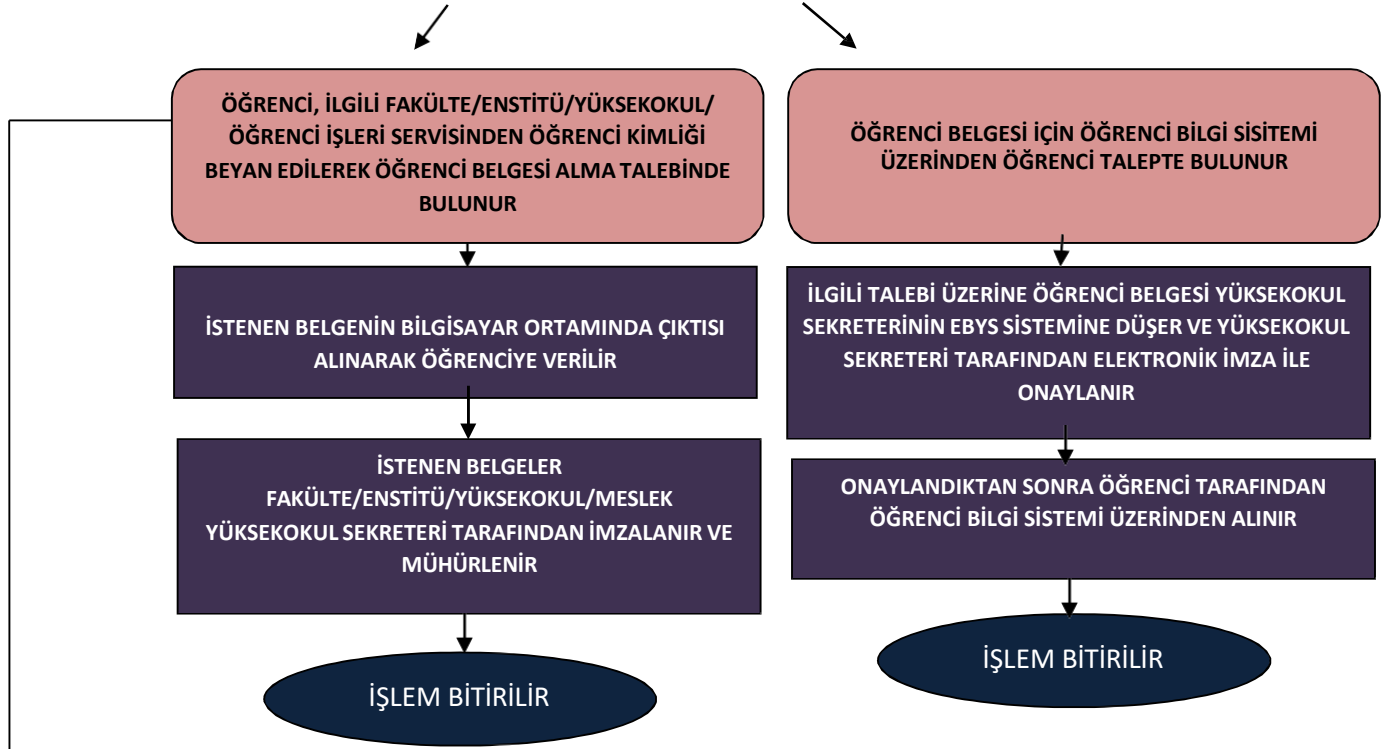 ÖĞRENCİ, İLGİLİ FAKÜLTE/ENSTİTÜ/YÜKSEKOKUL/
ÖĞRENCİ İŞLERİ SERVİSİNDEN ÖĞRENCİ KİMLİĞİ
BEYAN EDİLEREK ÖĞRENCİ BELGESİ ALMA TALEBİNDE
BULUNUR
İSTENEN BELGENİN BİLGİSAYAR ORTAMINDA ÇIKTISI
ALINARAK ÖĞRENCİYE VERİLİR
İSTENEN BELGELER
FAKÜLTE/ENSTİTÜ/YÜKSEKOKUL/MESLEK
YÜKSEKOKUL SEKRETERİ TARAFINDAN İMZALANIR VE
MÜHÜRLENİR
İŞLEM BİTİRİLİR
ÖĞRENCİ BELGESİ İÇİN ÖĞRENCİ BİLGİ SİSİTEMİ
ÜZERİNDEN ÖĞRENCİ TALEPTE BULUNUR
İLGİLİ TALEBİ ÜZERİNE ÖĞRENCİ BELGESİ YÜKSEKOKUL
SEKRETERİNİN EBYS SİSTEMİNE DÜŞER VE YÜKSEKOKUL
SEKRETERİ TARAFINDAN ELEKTRONİK İMZA İLE
ONAYLANIR
ONAYLANDIKTAN SONRA ÖĞRENCİ TARAFINDAN
ÖĞRENCİ BİLGİ SİSTEMİ ÜZERİNDEN ALINIR
İŞLEM BİTİRİLİR